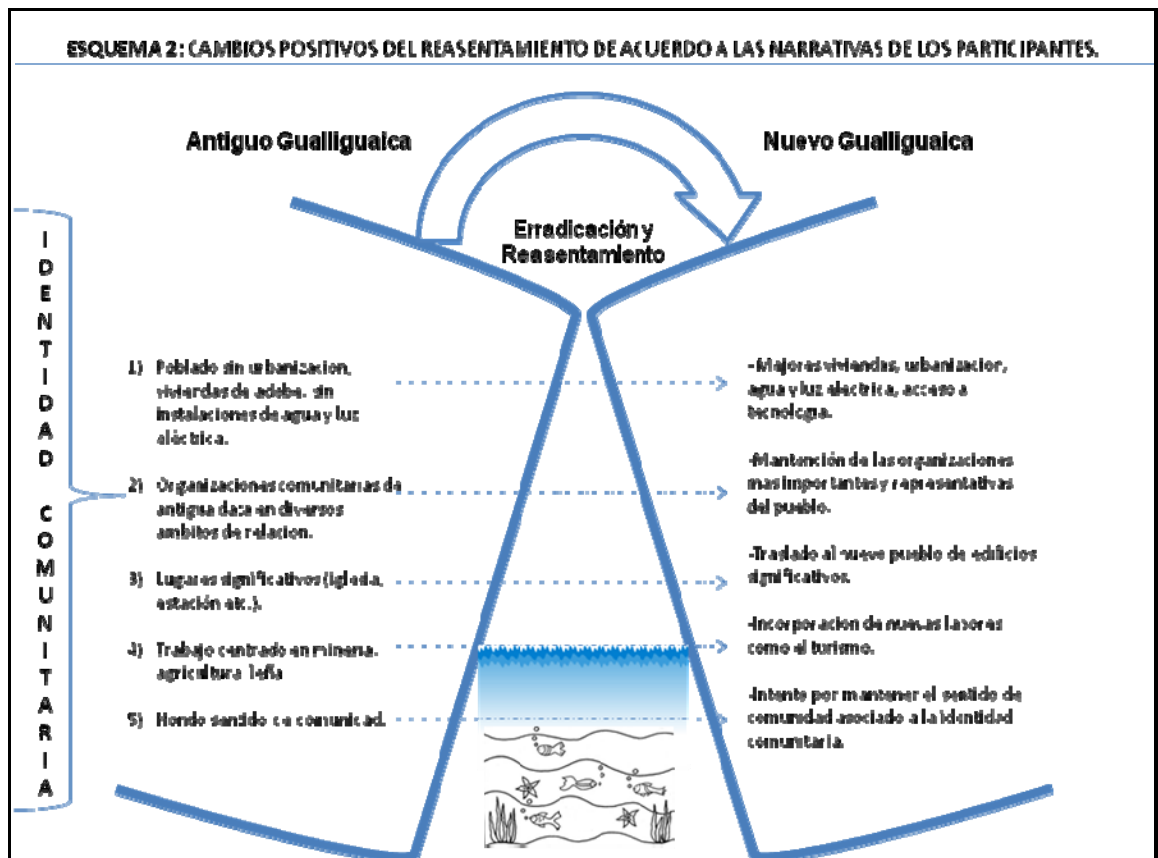 ESQUEMA 2: CAMBIOS POSITIVOS DEL REASENTAMIENTO DE ACUERDO A LAS NARRATIVAS DE LOS PARTICIPANTES.
Antiguo Gualliguaica
Nuevo Gualliguaica
Erradicación y
Reasentamiento
IDENTIDAD COMUNITARIA
1) Poblado sin urbanizacion,
viviendas de adobe, sin
instalaciones de agua y luz
eléctrica.
2) Organizaciones comunitarias de
antigua data en diversos
ambitos de relacion.
3) Lugares significativos (iglesia,
estación etc.).
4) Trabajo centrado en mineria,
agricultura leña
5) Hondo sentido de comunidad.
-Mejores viviendas, urbanizacion,
agua y luz eléctrica, acceso a
tecnologia.
-Mantención de las organizaciones
mas importantes y representativas
del pueblo.
-Traslado al nuevo pueblo de edificios
significativos.
-Incorporacion de nuevas labores
como el turismo.
-Intento por mantener el sentido de
comunidad asociado a la identidad
comunitaria.